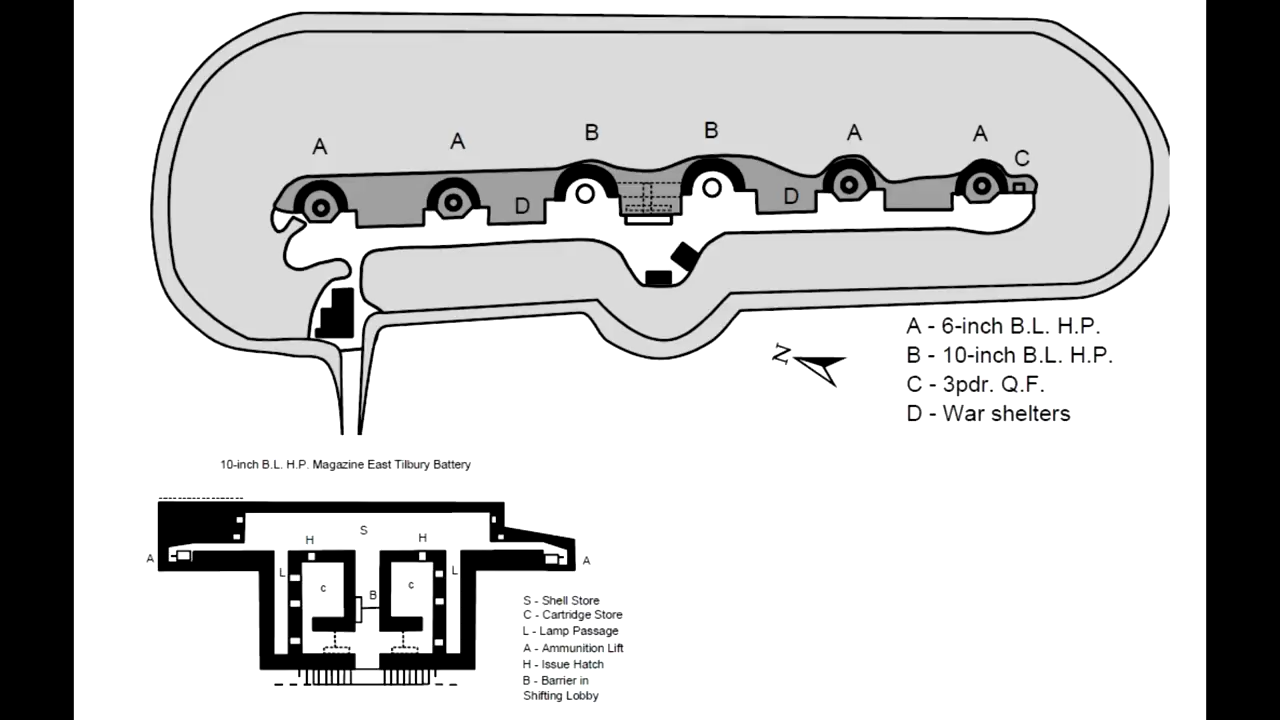 A A B B A A C
D D
N
A - 6-inch B.L. H.P.
B - 10-inch B.L. H.P.
C - 3pdr. Q.F.
D - War shelters
10-inch B.L. H.P. Magazine East Tilbury Battery
S
H H
A A
L L
c c
B
S - Shell Store
C - Cartridge Store
L - Lamp Passage
A - Ammunition Lift
H - Issue Hatch
B - Barrier in
Shifting Lobby